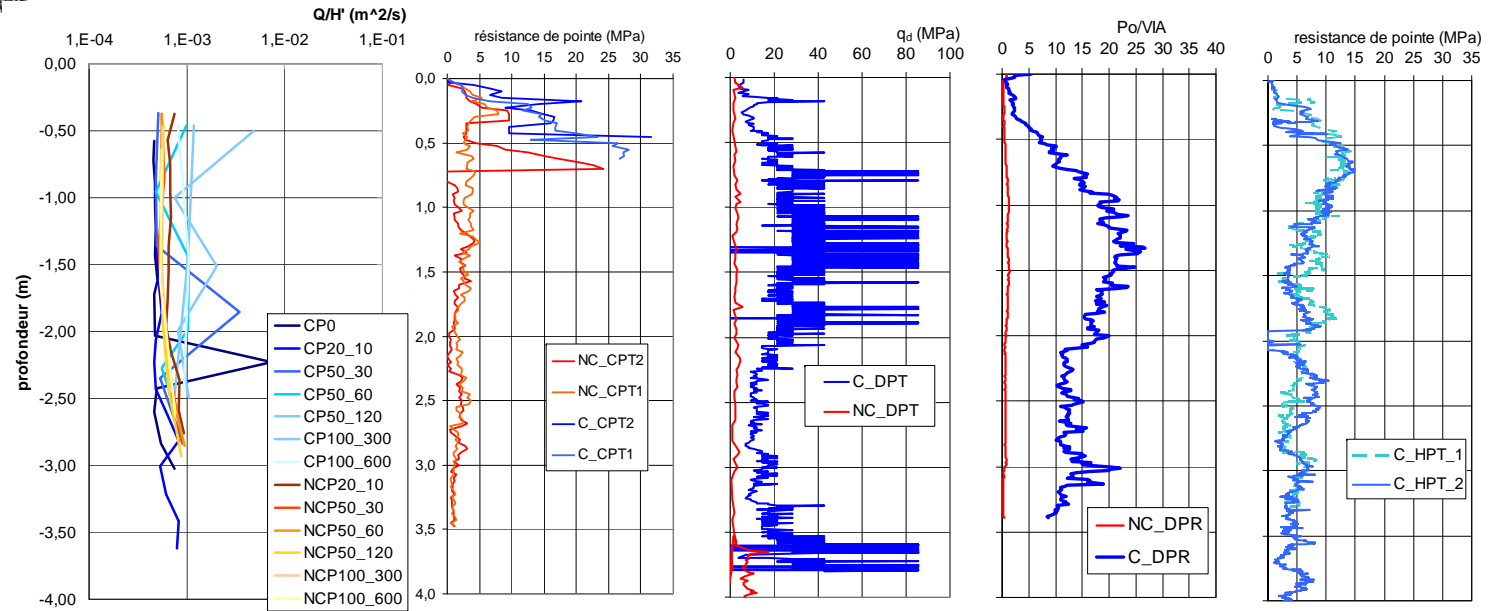 Q/H' (m^2/s)
1,E-04 1,E-03 1,E-02 1,E-01
0,00
-0,50
-1,00
-1,50
-2,00
-2,50
-3,00
-3,50
-4,00
profondeur (m)
CP0
CP20_10
CP50_30
CP50_60
CP50_120
CP100_300
CP100_600
NCP20_10
NCP50_30
NCP50_60
NCP50_120
NCP100_300
NCP100_600
résistance de pointe (MPa)
0 5 10 15 20 25 30 35
0,0
0,5
1,0
1,5
2,0
2,5
3,0
3,5
4,0
NC_CPT2
NC_CPT1
C_CPT2
C_CPT1
qd (MPa)
0 20 40 60 80 100
C_DPT
NC_DPT
Po/VIA
0 5 10 15 20 25 30 35 40
NC_DPR
C_DPR
resistance de pointe (MPa)
0 5 10 15 20 25 30 35
C_HPT_1
C_HPT_2